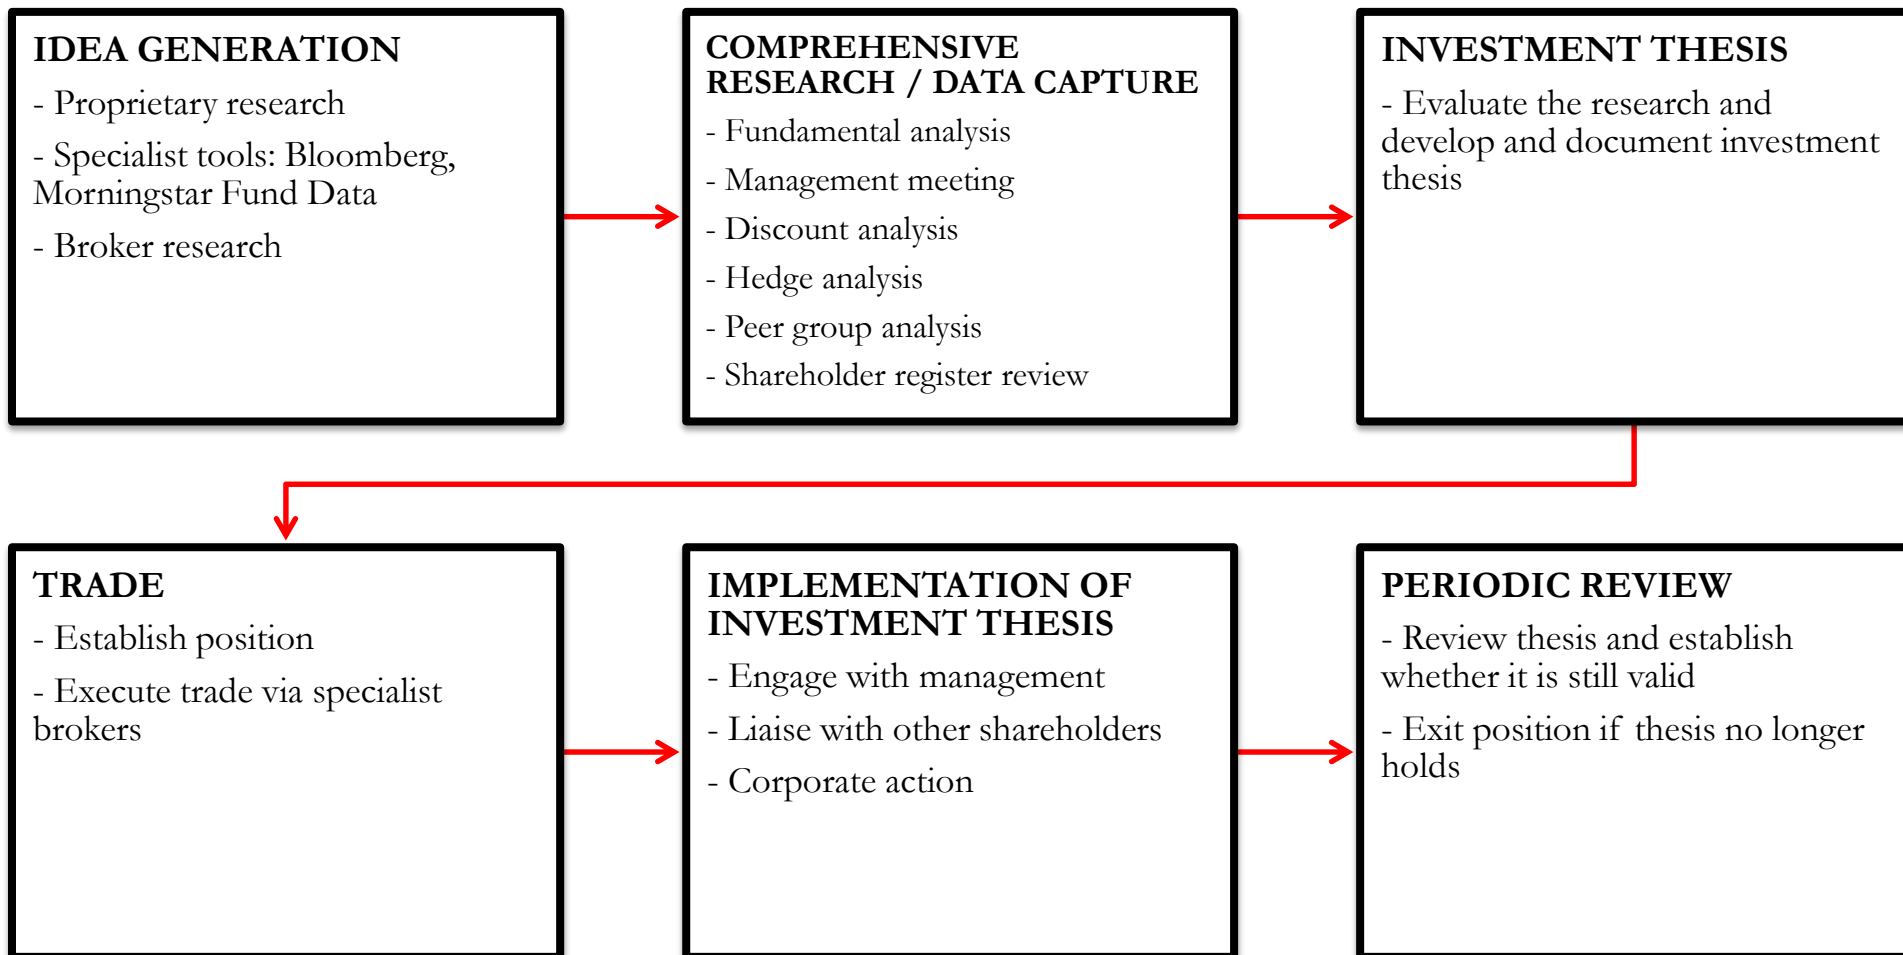 IDEA GENERATION
- Proprietary research
- Specialist tools: Bloomberg,
Morningstar Fund Data
- Broker research
COMPREHENSIVE
RESEARCH / DATA CAPTURE
- Fundamental analysis
- Management meeting
- Discount analysis
- Hedge analysis
- Peer group analysis
- Shareholder register review
INVESTMENT THESIS
- Evaluate the research and
develop and document investment
thesis
TRADE
- Establish position
- Execute trade via specialist
brokers
IMPLEMENTATION OF
INVESTMENT THESIS
- Engage with management
- Liaise with other shareholders
- Corporate action
PERIODIC REVIEW
- Review thesis and establish
whether it is still valid
- Exit position if thesis no longer
holds